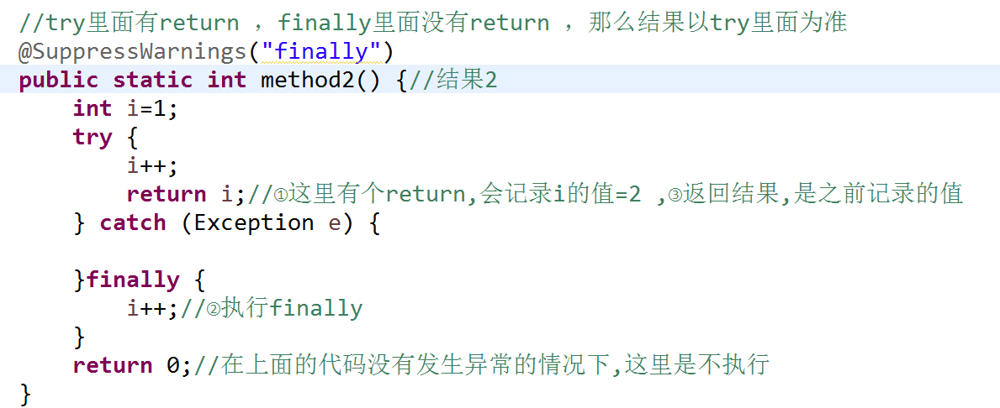 //try里面有return ，finally里面没有return ，那么结果以try里面为准
@SuppressWarnings("finally")
public static int method2() {//结果2
    int i=1;
    try {
        i++;
        return i;//①这里有个return,会记录i的值=2 ,③返回结果,是之前记录的值
    } catch (Exception e) {

    }finally {
        i++;//②执行finally
    }
    return 0;//在上面的代码没有发生异常的情况下,这里是不执行
}